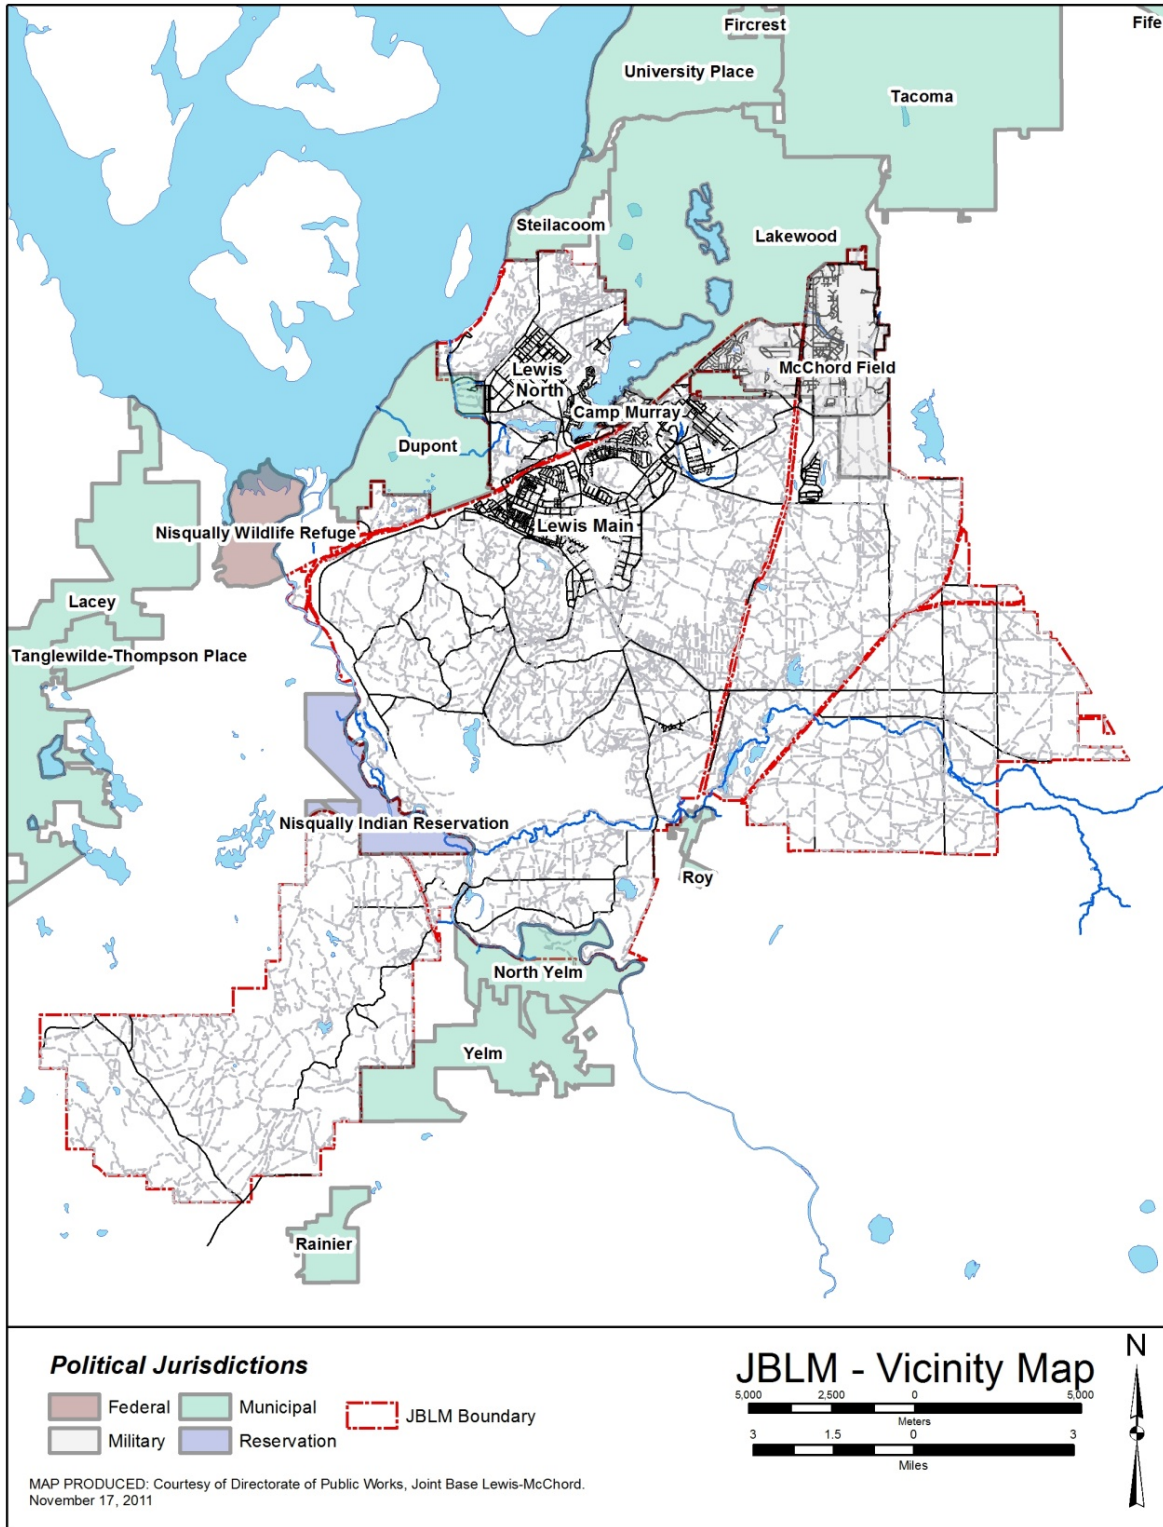 Fircrest
Fife
University Place
Tacoma
Steilacoom
Lakewood
McChord Field
Lewis
North
Camp Murray
Dupont
Lewis Main
Nisqually Wildlife Refuge
Lacey
Tanglewilde-Thompson Place
Nisqually Indian Reservation
Roy
North Yelm
Yelm
Rainier
Political Jurisdictions
Federal
Municipal
JBLM Boundary
Military
Reservation
MAP PRODUCED: Courtesy of Directorate of Public Works, Joint Base Lewis-McChord.
November 17, 2011
JBLM - Vicinity Map
5,000 2,500 0 5,000
Meters
3 1.5 0 3
Miles
N